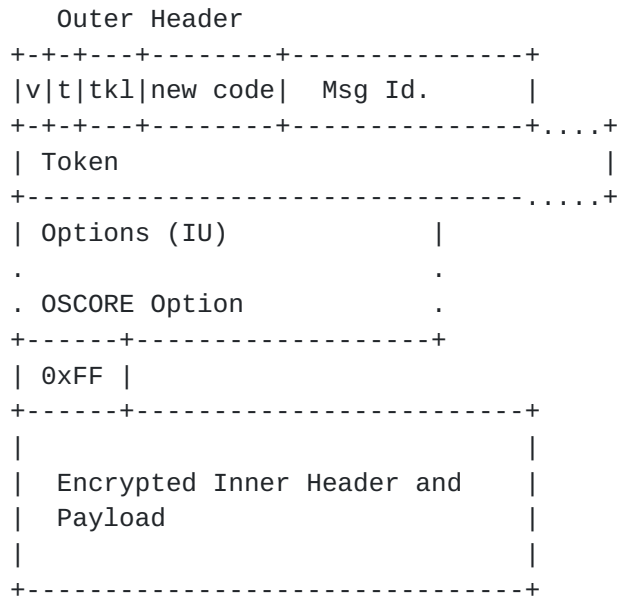 Outer Header
+-+-+---+--------+---------------+
|v|t|tkl|new code|  Msg Id.      |
+-+-+---+--------+---------------+....+
| Token                               |
+--------------------------------.....+
| Options (IU)             |
.                          .
. OSCORE Option            .
+------+-------------------+
| 0xFF |
+------+-------------------------+
|                                |
|  Encrypted Inner Header and    |
|  Payload                       |
|                                |
+--------------------------------+